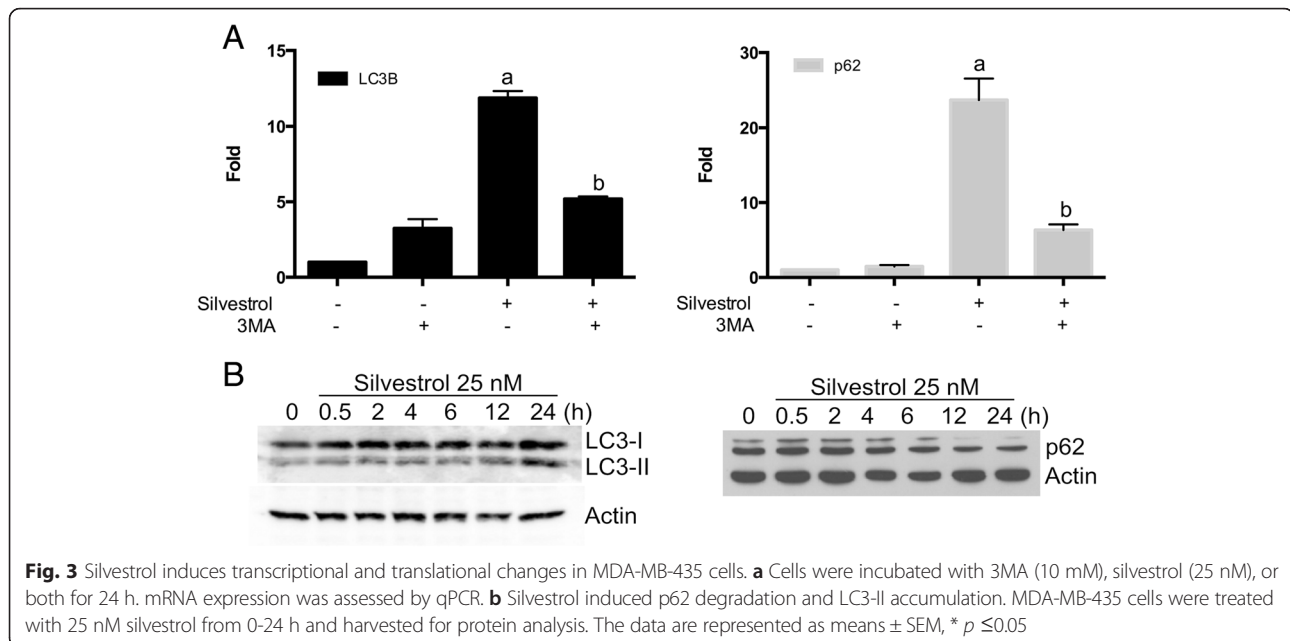 A
15
10
5
0
Fold
LC3B
a
b
Silvestrol - - + +
3MA - + - +
30
20
10
0
Fold
p62
a
b
Silvestrol - - + +
3MA - + - +
B
Silvestrol 25 nM
0 0.5 2 4 6 12 24 (h)
LC3-I
LC3-II
Actin
Silvestrol 25 nM
0 0.5 2 4 6 12 24 (h)
p62
Actin
Fig. 3 Silvestrol induces transcriptional and translational changes in MDA-MB-435 cells. a Cells were incubated with 3MA (10 mM), silvestrol (25 nM), or
both for 24 h. mRNA expression was assessed by qPCR. b Silvestrol induced p62 degradation and LC3-II accumulation. MDA-MB-435 cells were treated
with 25 nM silvestrol from 0-24 h and harvested for protein analysis. The data are represented as means ± SEM, * p ≤0.05